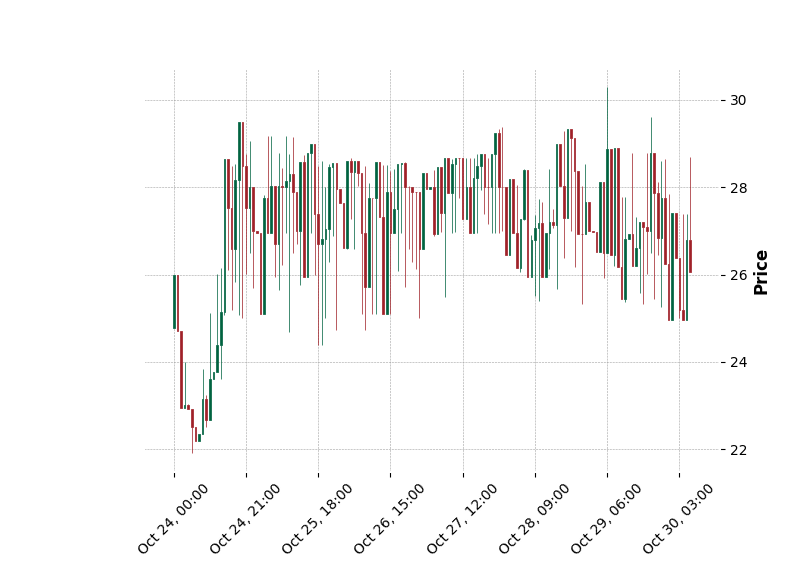 30
28
26
24
22
Price
Oct 24, 00:00
Oct 24, 21:00
Oct 25, 18:00
Oct 26, 15:00
Oct 27, 12:00
Oct 28, 09:00
Oct 29, 06:00
Oct 30, 03:00